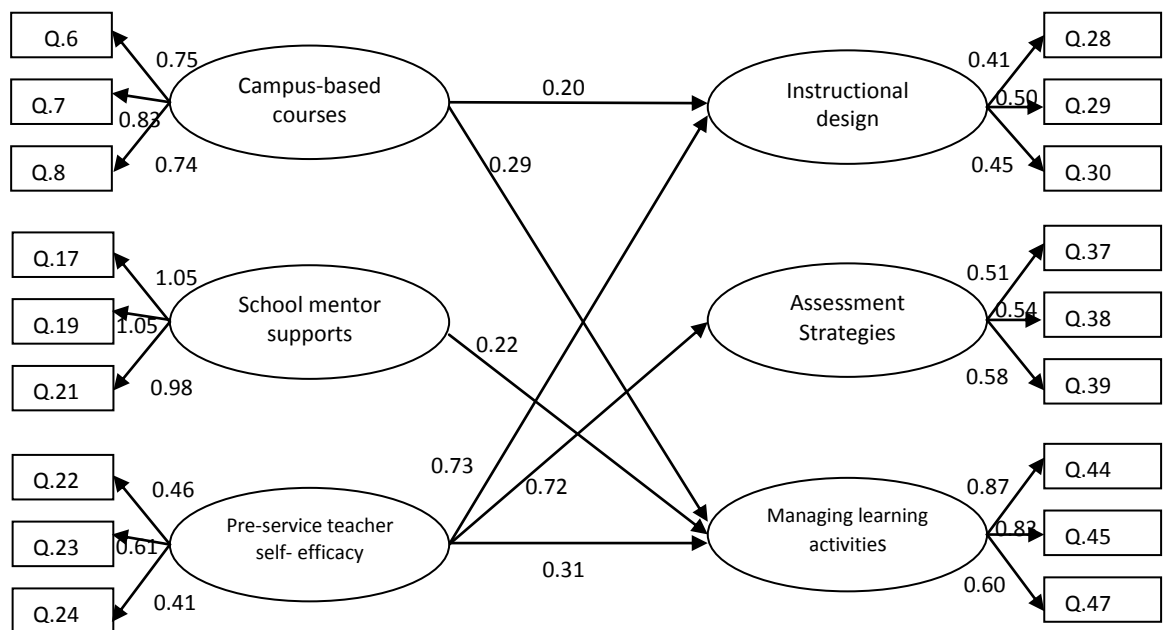 Q.6
0.75
Q.7
0.83
Q.8
0.74
Campus-based
courses
0.20
0.29
Instructional
design
0.41
Q.28
0.50
Q.29
0.45
Q.30
Q.17
1.05
Q.19
1.05
Q.21
0.98
School mentor
supports
0.22
Assessment
Strategies
0.51
Q.37
0.54
Q.38
0.58
Q.39
Q.22
0.46
Q.23
0.61
Q.24
0.41
Pre-service teacher
self- efficacy
0.73
0.72
0.31
Managing learning
activities
0.87
Q.44
0.83
Q.45
0.60
Q.47